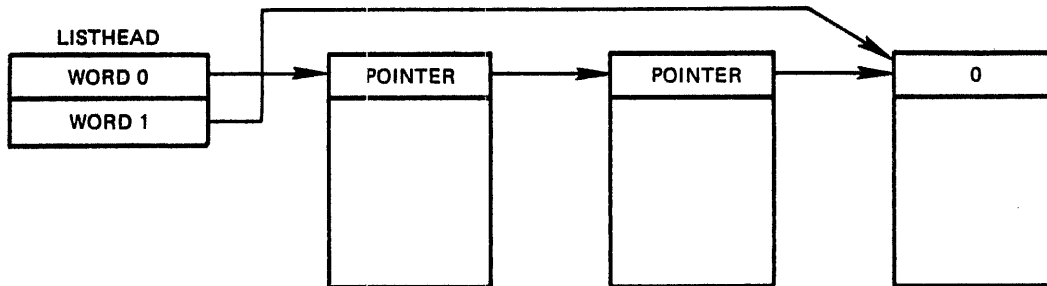 LISTHEAD
WORD 0
POINTER
POINTER
0
WORD 1